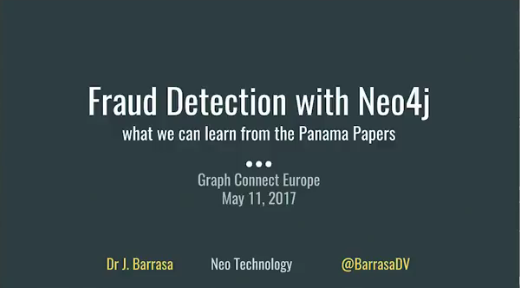 Fraud Detection with Neo4j
what we can learn from the Panama Papers
Graph Connect Europe
May 11, 2017
Dr J. Barrasa Neo Technology @BarrasaDV